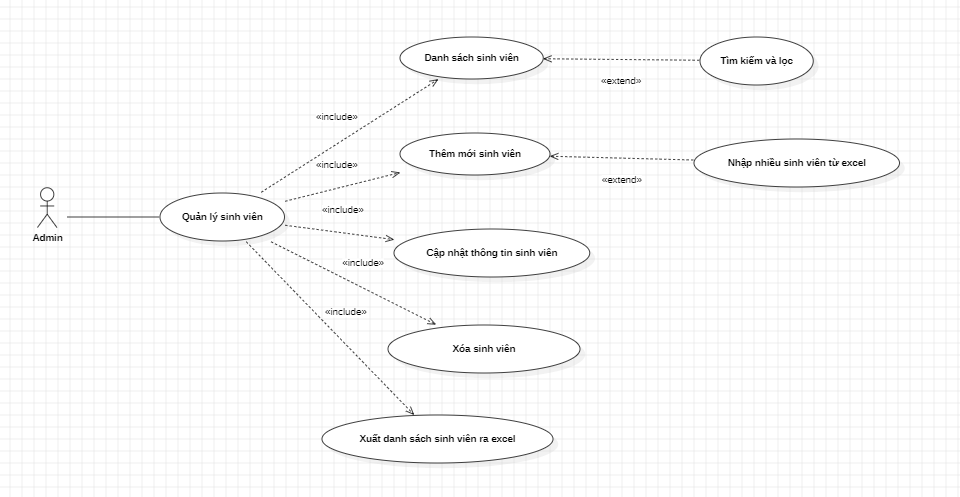 Danh sách sinh viên
Tìm kiếm và lọc
«extend»
«include»
Thêm mới sinh viên
Nhập nhiều sinh viên từ excel
«include»
«extend»
«include»
Quản lý sinh viên
Admin
Cập nhật thông tin sinh viên
«include»
«include»
Xóa sinh viên
Xuất danh sách sinh viên ra excel